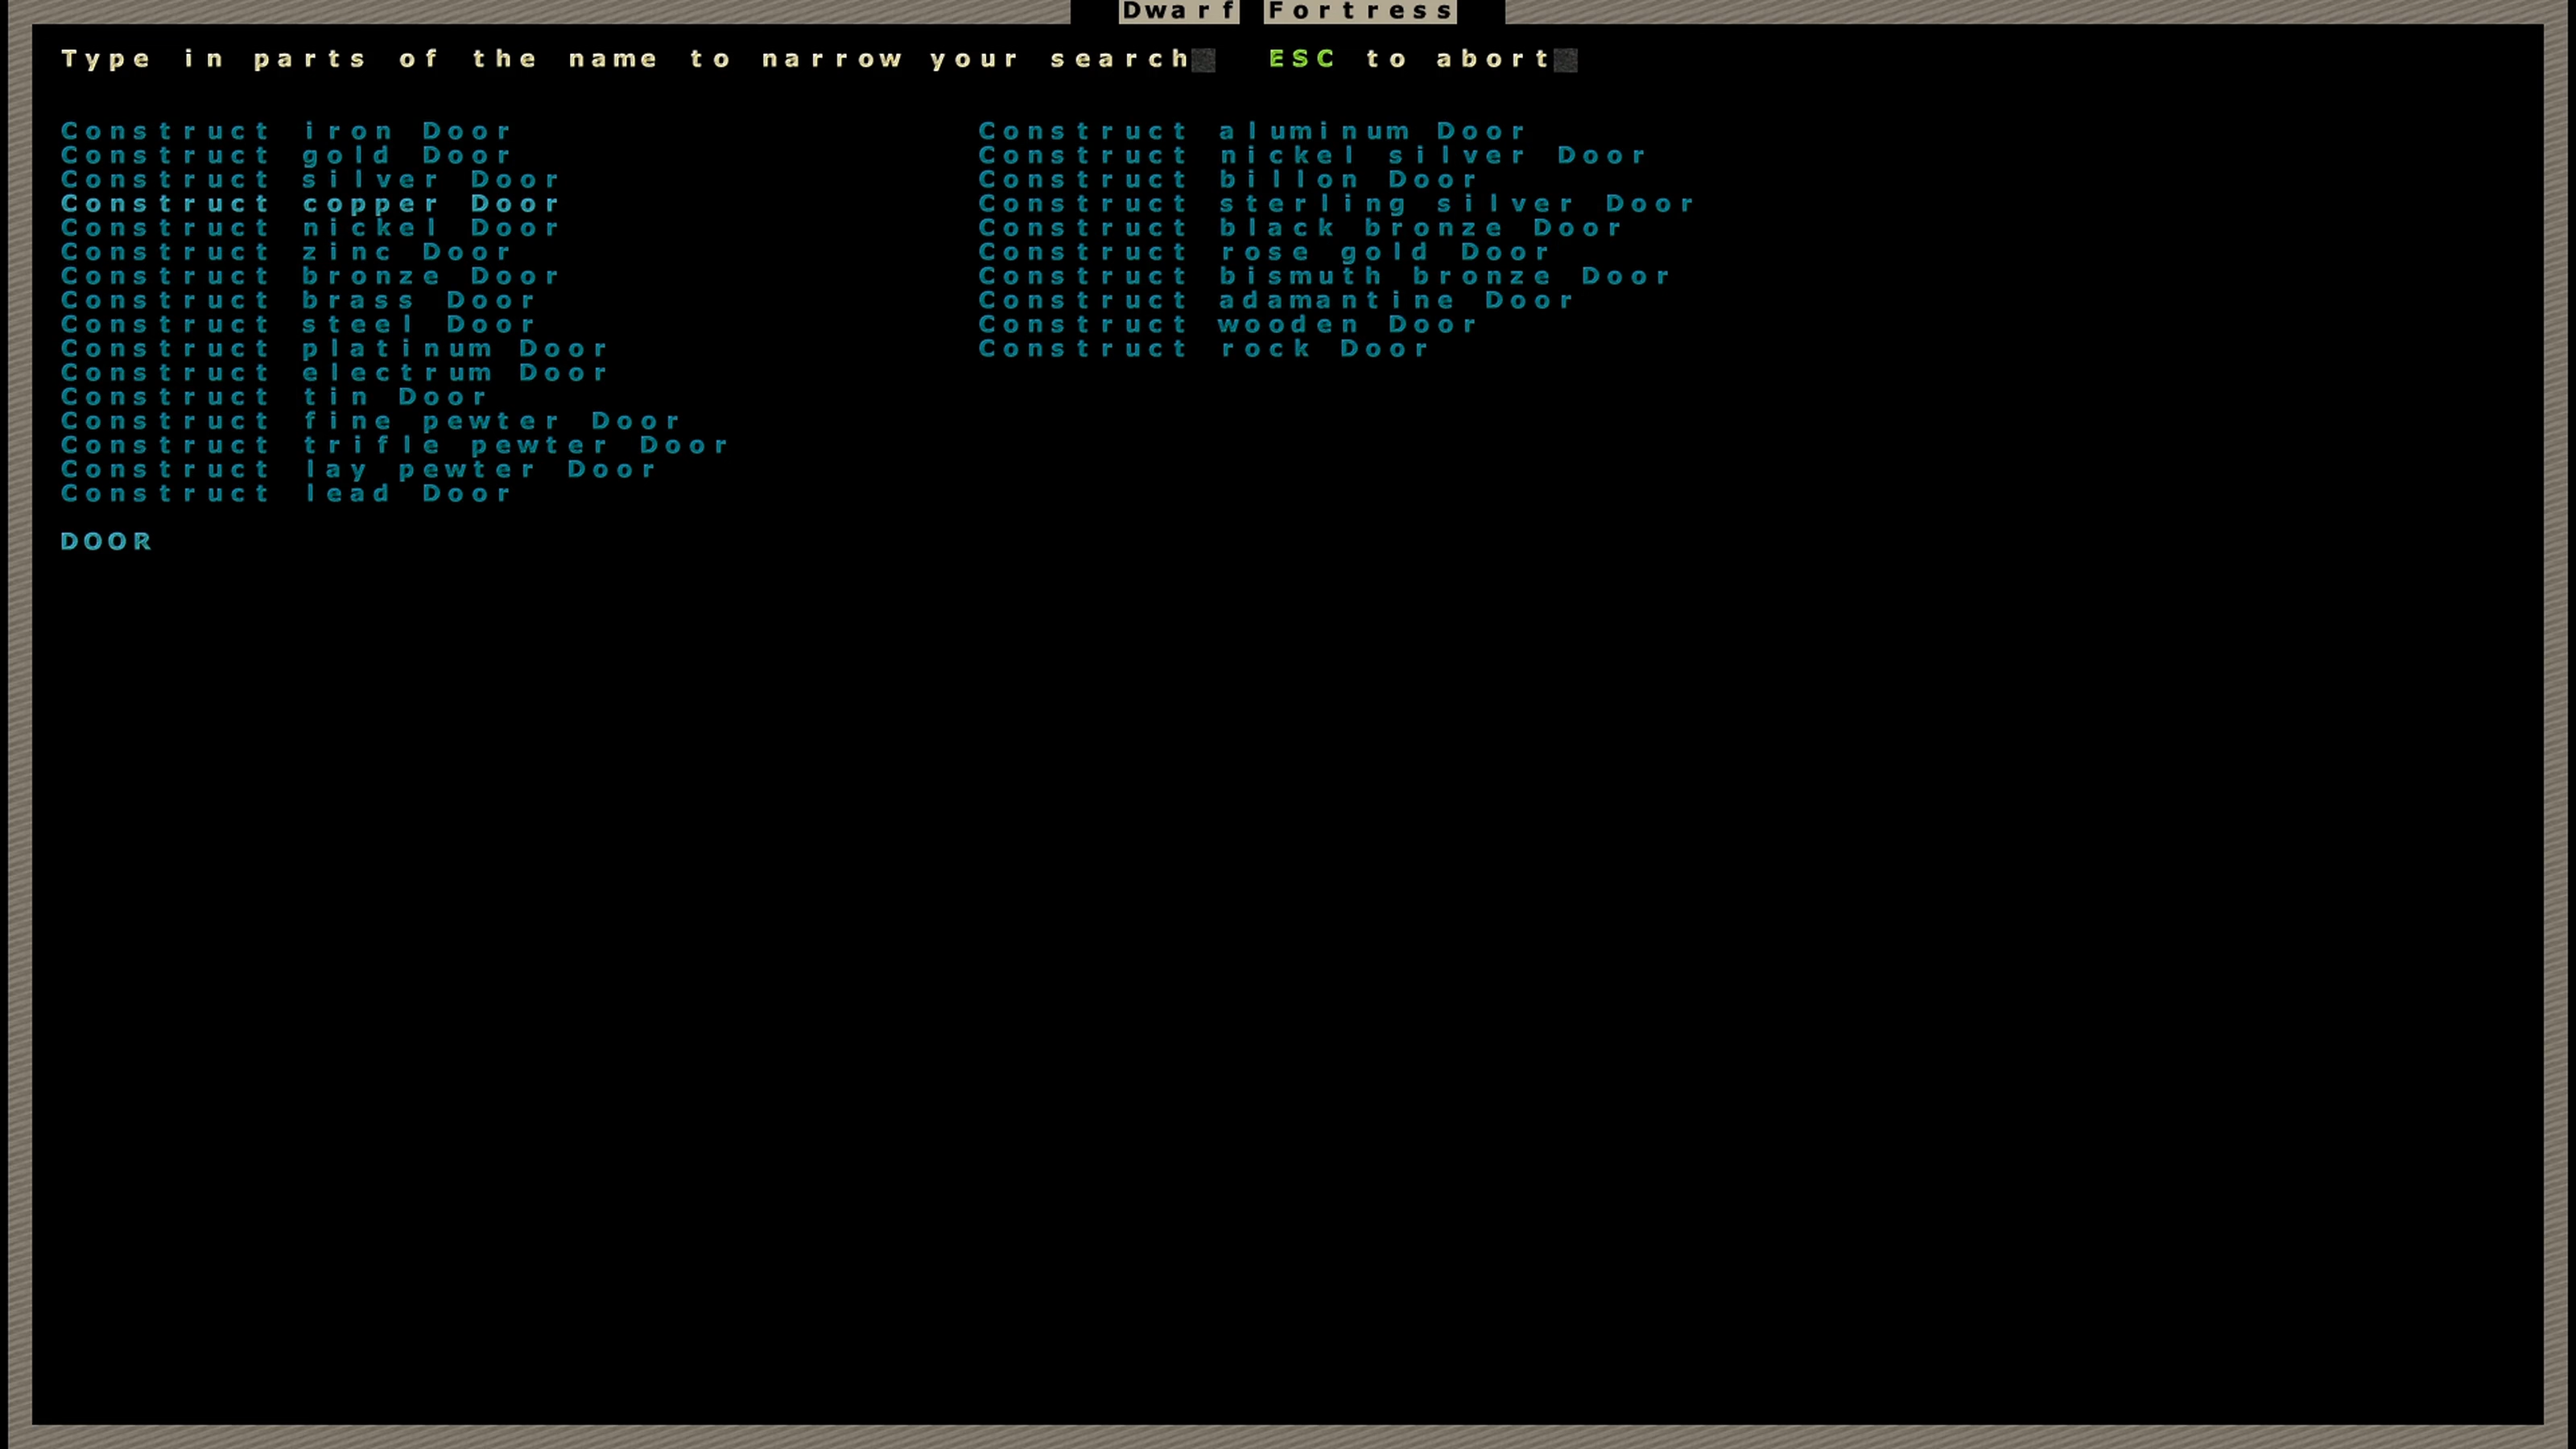 Dwarf Fortress
Type in parts of the name to narrow your search ESC to abort
Construct iron Door
Construct gold Door
Construct silver Door
Construct copper Door
Construct nickel Door
Construct zinc Door
Construct bronze Door
Construct brass Door
Construct steel Door
Construct platinum Door
Construct electrum Door
Construct tin Door
Construct fine pewter Door
Construct trifle pewter Door
Construct lay pewter Door
Construct lead Door
Construct aluminum Door
Construct nickel silver Door
Construct billon Door
Construct sterling silver Door
Construct black bronze Door
Construct rose gold Door
Construct bismuth bronze Door
Construct adamantine Door
Construct wooden Door
Construct rock Door
DOOR